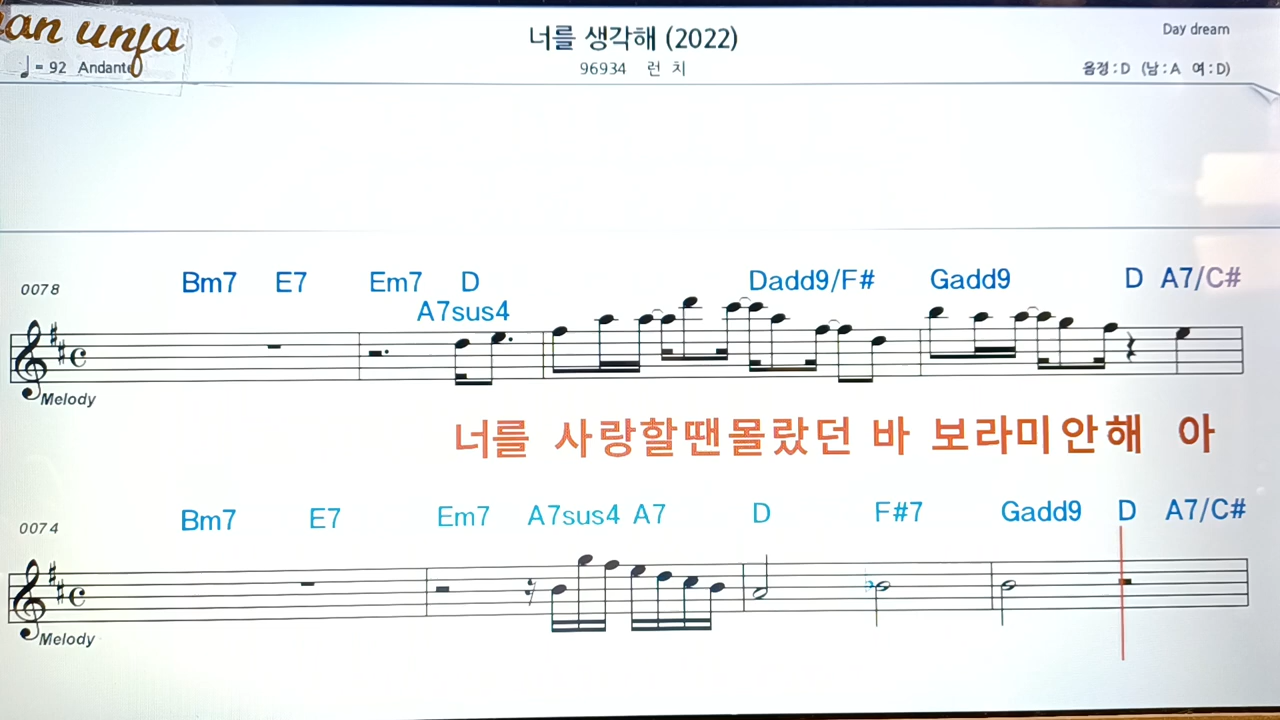 너를 생각해 (2022)
Day dream
♩= 92 Andante
96934 런 치
음정 : D (남 : A 여 : D)
0078
Bm7 E7 Em7 D Dadd9/F# Gadd9 D A7/C#
A7sus4
Melody
너를 사랑할땐몰랐던 바 보라미안해 아
0074
Bm7 E7 Em7 A7sus4 A7 D F#7 Gadd9 D A7/C#
Melody